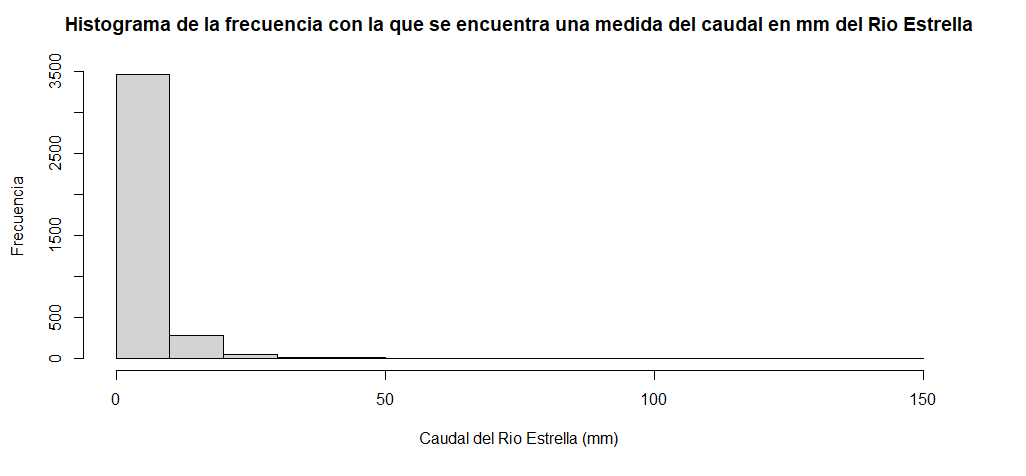 Histograma de la frecuencia con la que se encuentra una medida del caudal en mm del Rio Estrella
Frecuencia
3500
2500
1500
500
0
0 50 100 150
Caudal del Rio Estrella (mm)